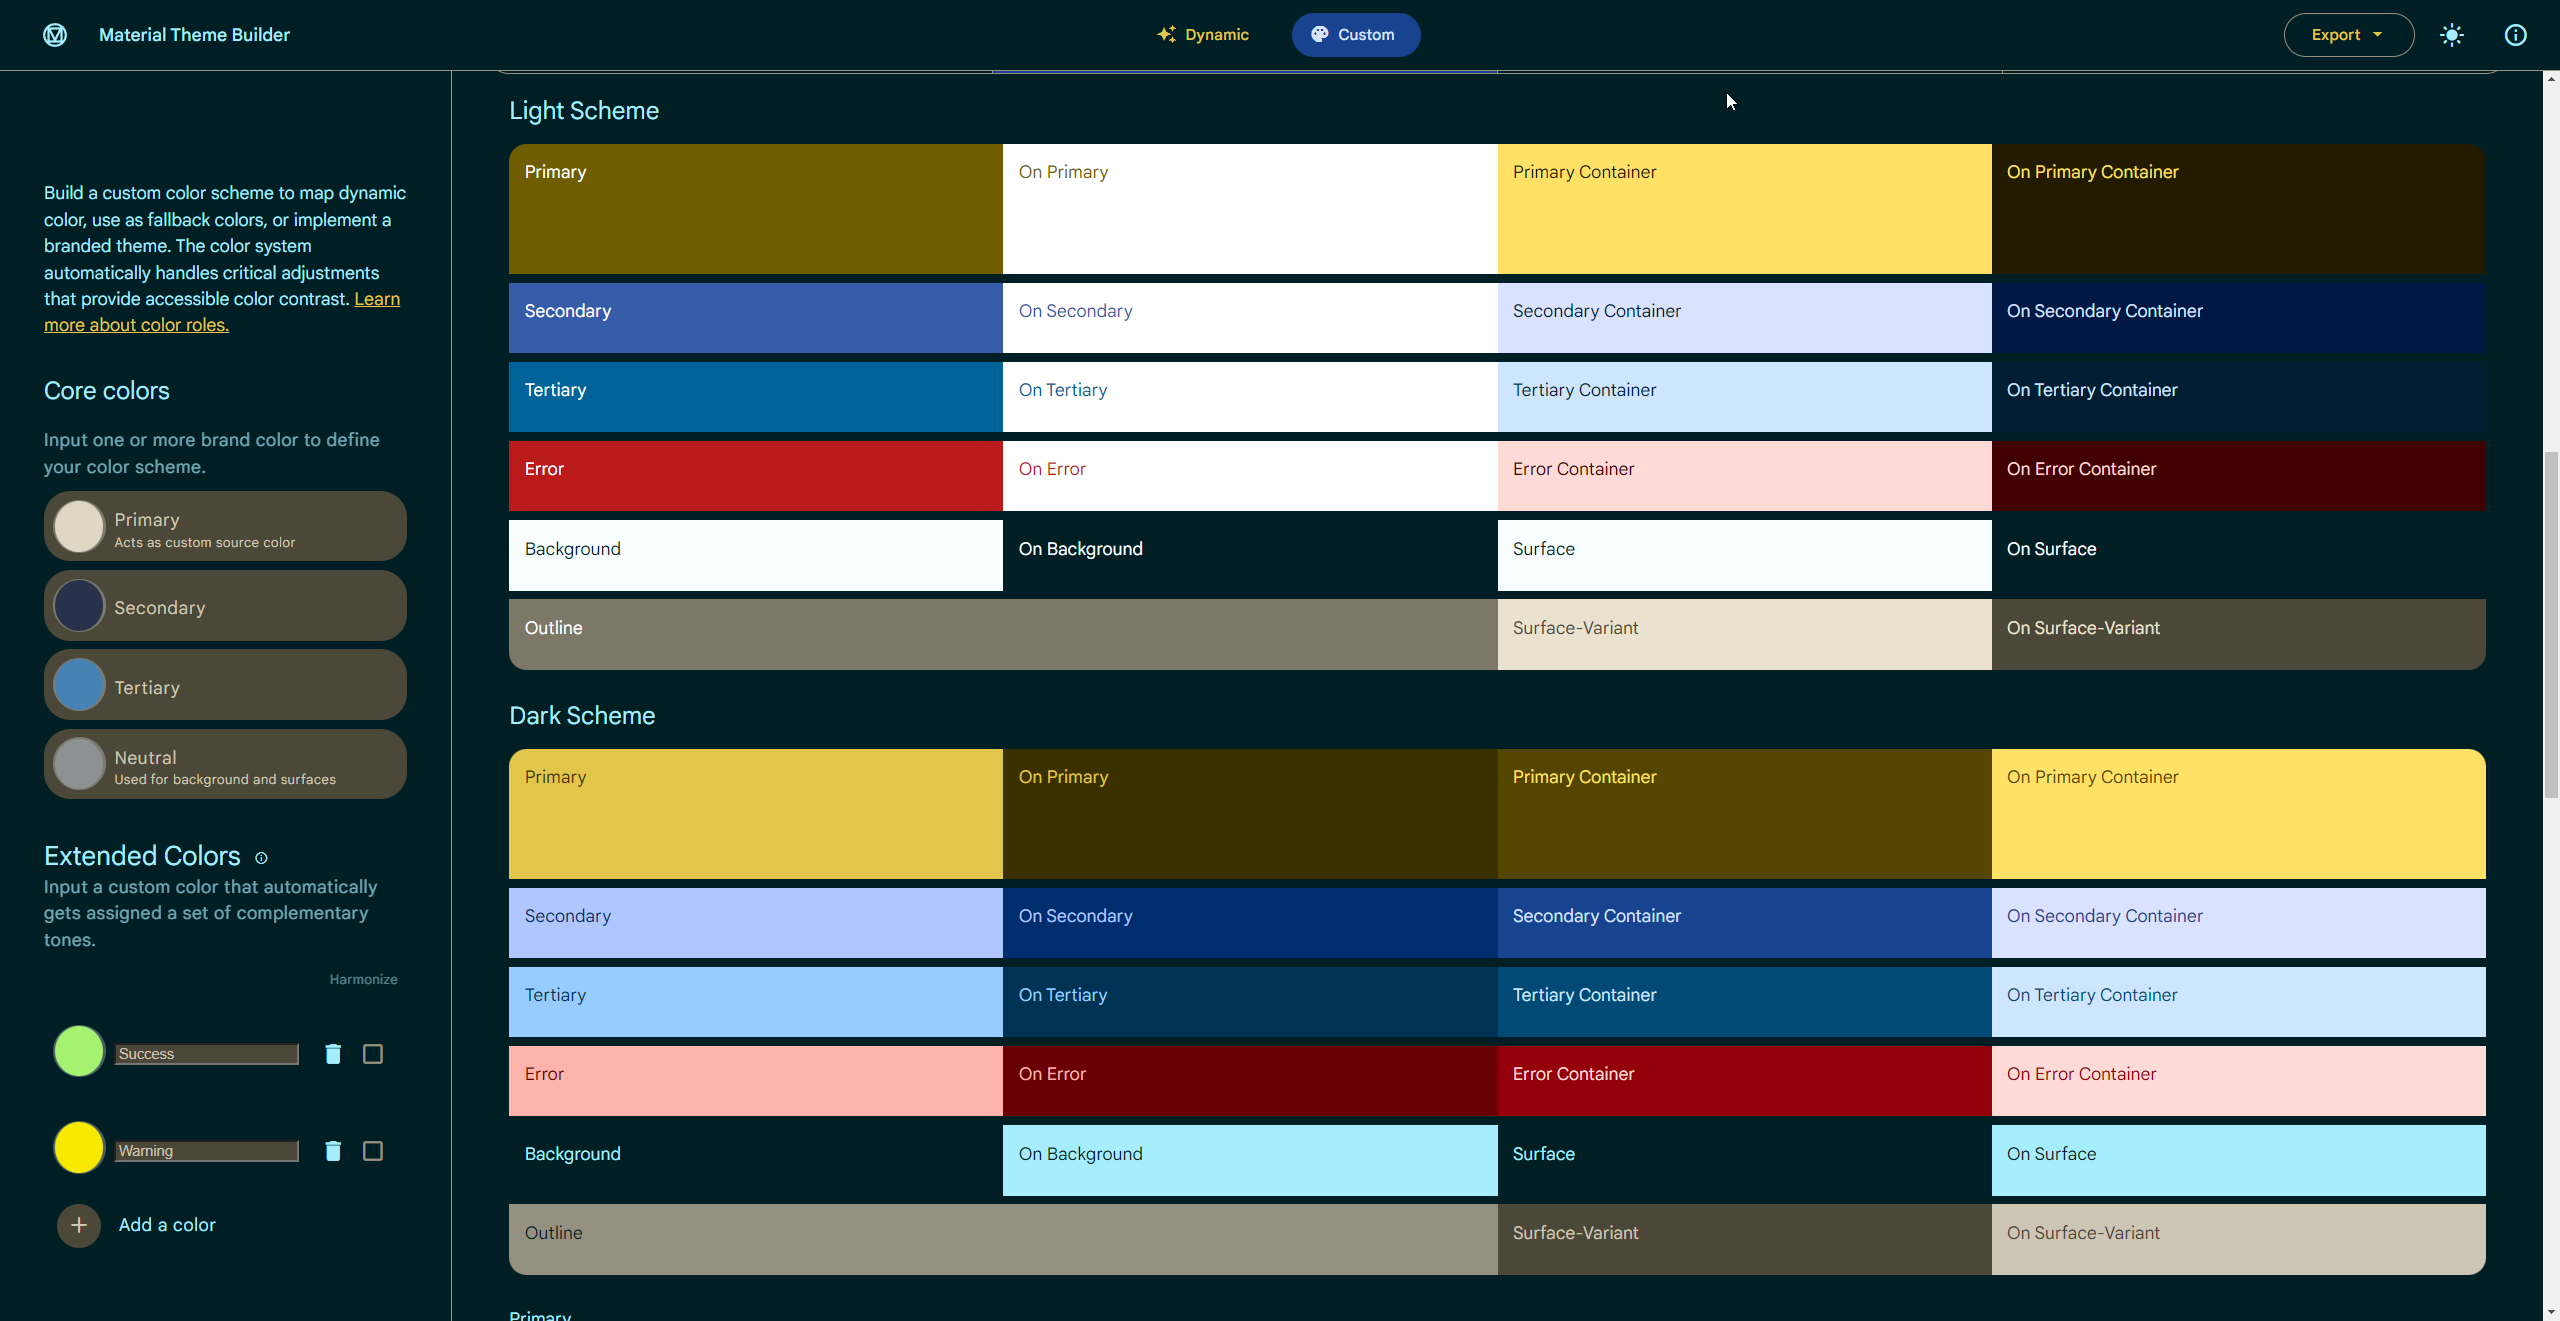 Material Theme Builder
Dynamic
Custom
Export
Build a custom color scheme to map dynamic
color, use as fallback colors, or implement a
branded theme. The color system
automatically handles critical adjustments
that provide accessible color contrast. Learn
more about color roles.
Core colors
Input one or more brand color to define
your color scheme.
Primary
Acts as custom source color
Secondary
Tertiary
Neutral
Used for background and surfaces
Extended Colors
Input a custom color that automatically
gets assigned a set of complementary
tones.
Harmonize
Success
Warning
Add a color
Light Scheme
Primary
On Primary
Primary Container
On Primary Container
Secondary
On Secondary
Secondary Container
On Secondary Container
Tertiary
On Tertiary
Tertiary Container
On Tertiary Container
Error
On Error
Error Container
On Error Container
Background
On Background
Surface
On Surface
Outline
Surface-Variant
On Surface-Variant
Dark Scheme
Primary
On Primary
Primary Container
On Primary Container
Secondary
On Secondary
Secondary Container
On Secondary Container
Tertiary
On Tertiary
Tertiary Container
On Tertiary Container
Error
On Error
Error Container
On Error Container
Background
On Background
Surface
On Surface
Outline
Surface-Variant
On Surface-Variant
Primary